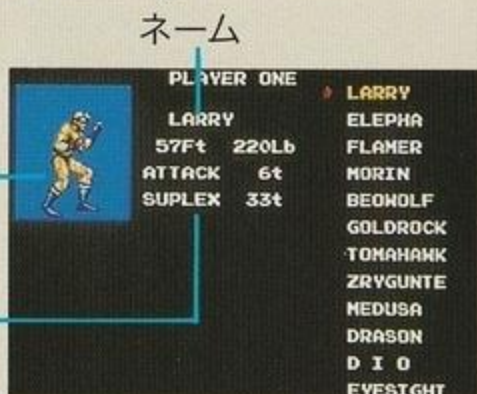 ネーム
PLAYER ONE
LARRY
57Ft 220Lb
ATTACK 6t
SUPLEX 33t
LARRY
ELEPHA
FLAMER
MORIN
BEOWOLF
GOLDROCK
TOMAHAWK
ZRYGUNTE
MEDUSA
DRASON
D I O
EYESIGHT